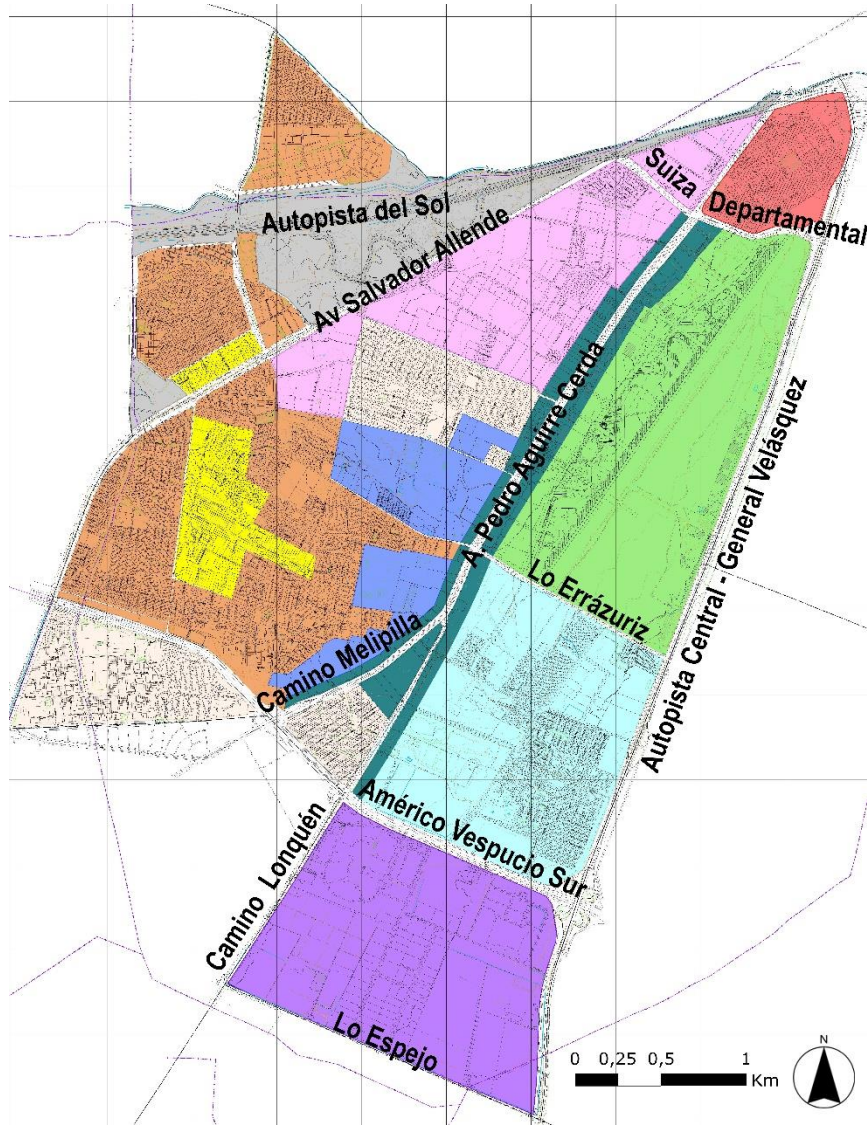 Suiza
Departamental
Autopista del Sol
Av Salvador Allende
A. Pedro Aguirre Cerda
Autopista Central - General Velásquez
Lo Errázuriz
Camino Melipilla
Américo Vespucio Sur
Camino Lonquén
Lo Espejo
N
0 0,25 0,5 1
Km